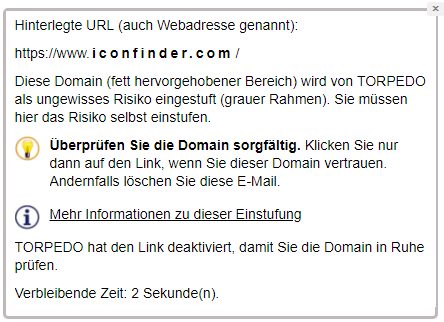 Hinterlegte URL (auch Webadresse genannt):
https://www. i c o n f i n d e r . c o m /
Diese Domain (fett hervorgehobener Bereich) wird von TORPEDO
als ungewisses Risiko eingestuft (grauer Rahmen). Sie müssen
hier das Risiko selbst einstufen.
Überprüfen Sie die Domain sorgfältig. Klicken Sie nur
dann auf den Link, wenn Sie dieser Domain vertrauen.
Andernfalls löschen Sie diese E-Mail.
Mehr Informationen zu dieser Einstufung
TORPEDO hat den Link deaktiviert, damit Sie die Domain in Ruhe
prüfen.
Verbleibende Zeit: 2 Sekunde(n).